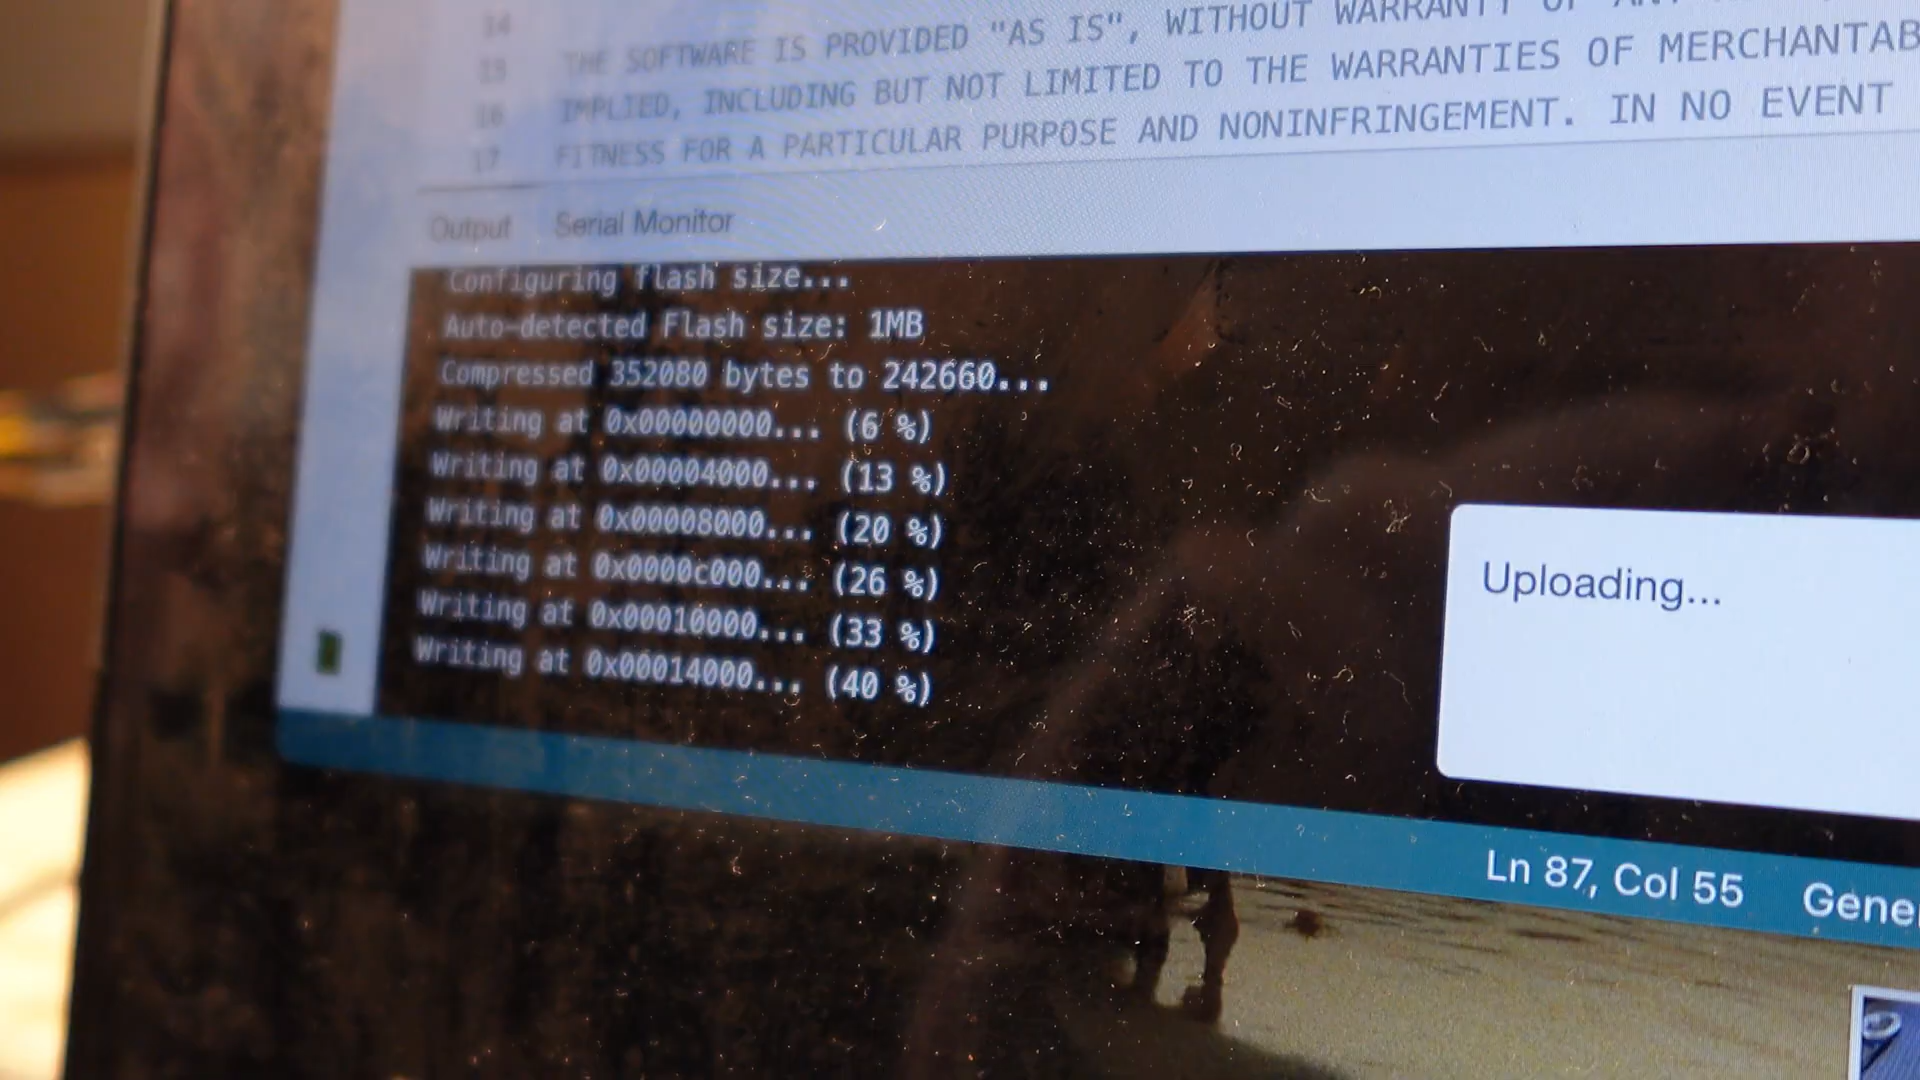 14
WITHOUT WARRANTY OF
15 THE SOFTWARE IS PROVIDED "AS IS",
16 IMPLIED, INCLUDING BUT NOT LIMITED TO THE WARRANTIES OF MERCHANTAB
17 FITNESS FOR A PARTICULAR PURPOSE AND NONINFRINGEMENT. IN NO EVENT
Output Serial Monitor
Configuring flash size...
Auto-detected Flash size: 1MB
Compressed 352080 bytes to 242660...
Writing at 0x00000000... (6 %)
Writing at 0x00004000... (13 %)
Writing at 0x00008000... (20 %)
Writing at 0x0000c000... (26 %)
Writing at 0x00010000... (33 %)
Writing at 0x00014000... (40 %)
Uploading...
Ln 87, Col 55 Gene